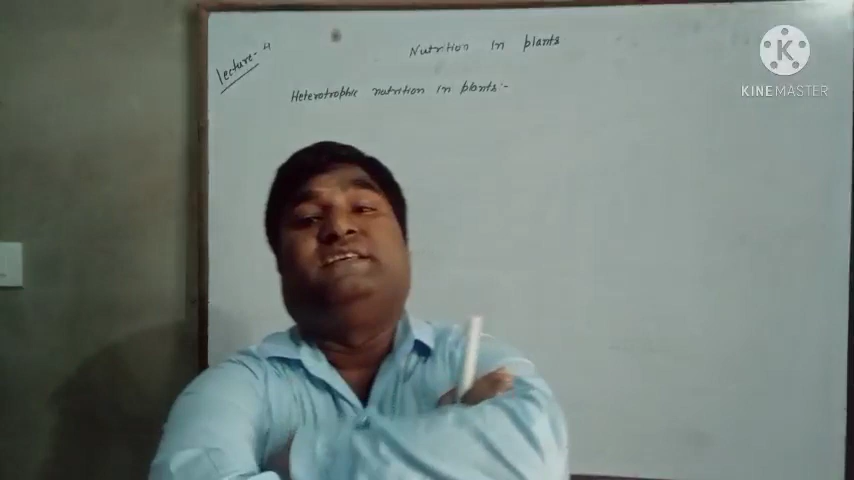 Nutrition in plants
lecture-4
Heterotrophic nutrition in plants:-
K
KINEMASTER